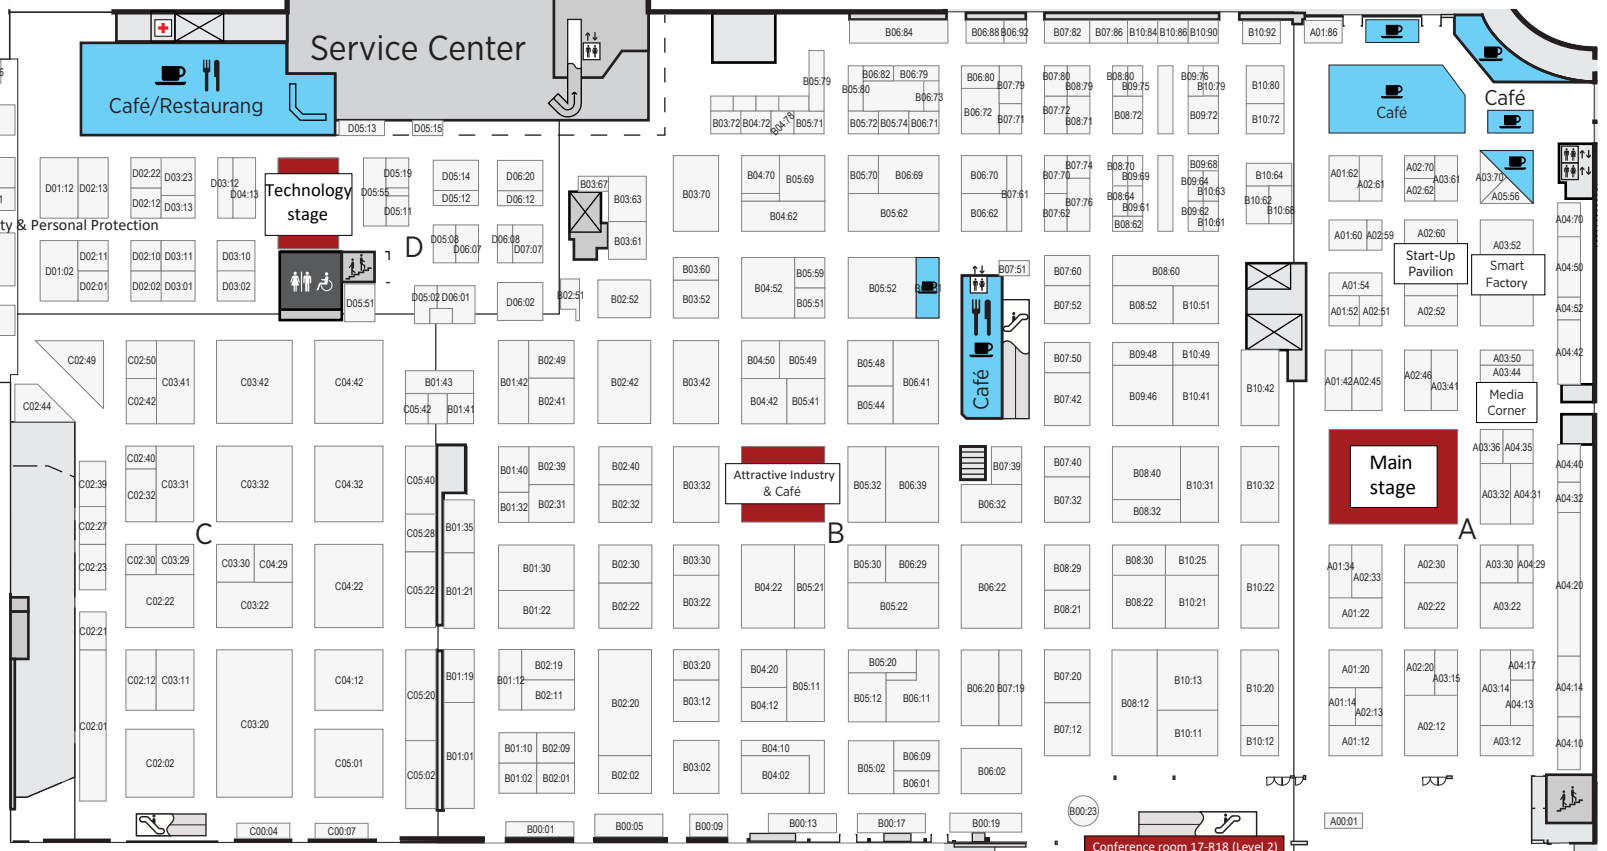 Service Center
Café/Restaurang
D05:13
D05:15
B06:84
B06:88
B06:92
B07:82
B07:86
B10:84
B10:86
B10:90
B10:92
A01:86
B05:79
B03:72
B04:72
B04:78
B05:71
B05:80
B06:82
B06:79
B06:73
B05:72
B05:74
B06:71
B06:80
B07:79
B06:72
B07:71
B07:80
B08:79
B07:72
B08:71
B08:80
B09:75
B08:72
B09:76
B10:79
B09:72
B10:80
B10:72
Café
Café
D01:12
D02:13
D02:22
D03:23
D02:12
D03:13
D03:12
D04:13
Technology
stage
D05:19
D05:55
D05:11
D05:14
D05:12
D06:20
D06:12
B03:67
B03:63
B03:61
B03:70
B04:70
B05:69
B04:62
B05:70
B06:69
B05:62
B06:70
B07:61
B06:62
B07:74
B07:70
B07:76
B07:62
B08:70
B09:69
B08:64
B09:61
B08:62
B09:68
B09:64
B10:63
B09:62
B10:61
B10:64
B10:62
B10:68
A01:62
A02:61
A02:70
A03:61
A02:62
A03:70
A05:56
A04:70
ty & Personal Protection
D
D01:02
D02:11
D02:01
D02:10
D03:11
D02:02
D03:01
D03:10
D03:02
D05:51
D05:08
D06:07
D06:08
D07:07
D05:02
D06:01
D06:02
B02:51
B02:52
B03:60
B03:52
B04:52
B05:59
B05:51
B05:52
B07:51
Café
B07:60
B07:52
B08:60
B08:52
B10:51
A01:60
A02:59
A02:60
A03:52
Start-Up
Pavilion
Smart
Factory
A01:54
A01:52
A02:51
A02:52
A04:50
A04:52
A04:42
C02:49
C02:50
C03:41
C02:42
C03:42
C04:42
C02:44
B01:43
C05:42
B01:41
B01:42
B02:49
B02:41
B02:42
B03:42
B04:50
B05:49
B04:42
B05:41
B05:48
B06:41
B05:44
B07:50
B07:42
B09:48
B10:49
B09:46
B10:41
B10:42
A01:42
A02:45
A02:46
A03:41
A03:50
A03:44
Media
Corner
C02:39
C02:27
C02:23
C02:40
C03:31
C02:32
C03:32
C04:32
C05:40
C05:28
C05:22
B01:35
B01:21
B01:40
B02:39
B01:32
B02:31
B02:40
B02:32
B03:32
Attractive Industry
& Café
B05:32
B06:39
B07:39
B06:32
B07:40
B07:32
B08:40
B10:31
B08:32
B10:32
Main
stage
A03:36
A04:35
A03:32
A04:31
A04:40
A04:32
C
B
A
C02:30
C03:29
C02:22
C03:30
C04:29
C03:22
C04:22
B01:30
B01:22
B02:30
B02:22
B03:30
B03:22
B04:22
B05:21
B05:30
B06:29
B05:22
B06:22
B08:29
B08:21
B08:30
B10:25
B08:22
B10:21
B10:22
A01:34
A02:33
A01:22
A02:30
A02:22
A03:30
A04:29
A03:22
A04:20
C02:21
C02:01
C02:12
C03:11
C02:02
C03:20
C04:12
C05:01
C05:20
C05:02
B01:19
B01:01
B01:12
B02:19
B02:11
B01:10
B02:09
B01:02
B02:01
B02:20
B02:02
B03:20
B03:12
B03:02
B04:20
B05:11
B04:12
B04:10
B04:02
B05:20
B05:12
B06:11
B05:02
B06:09
B06:01
B06:20
B07:19
B06:02
B07:20
B07:12
B08:12
B10:13
B10:11
B10:20
B10:12
A01:20
A01:14
A02:13
A01:12
A02:20
A03:15
A02:12
A04:17
A03:14
A04:13
A03:12
A04:14
A04:10
C00:04
C00:07
B00:01
B00:05
B00:09
B00:13
B00:17
B00:19
B00:23
A00:01
Conference room 17-R18 (Level 2)